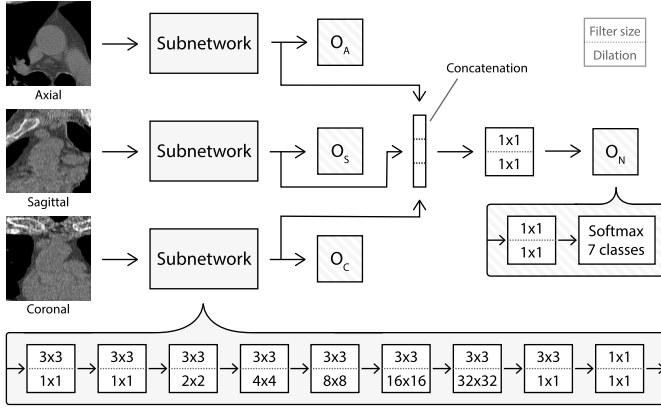 Axial
Subnetwork
O_A
Filter size
Dilation
Concatenation
Sagittal
Subnetwork
O_S
1x1
1x1
O_N
Coronal
Subnetwork
O_C
1x1
1x1
Softmax
7 classes
3x3 3x3 3x3 3x3 3x3 3x3 3x3 3x3 1x1
1x1 1x1 2x2 4x4 8x8 16x16 32x32 1x1 1x1